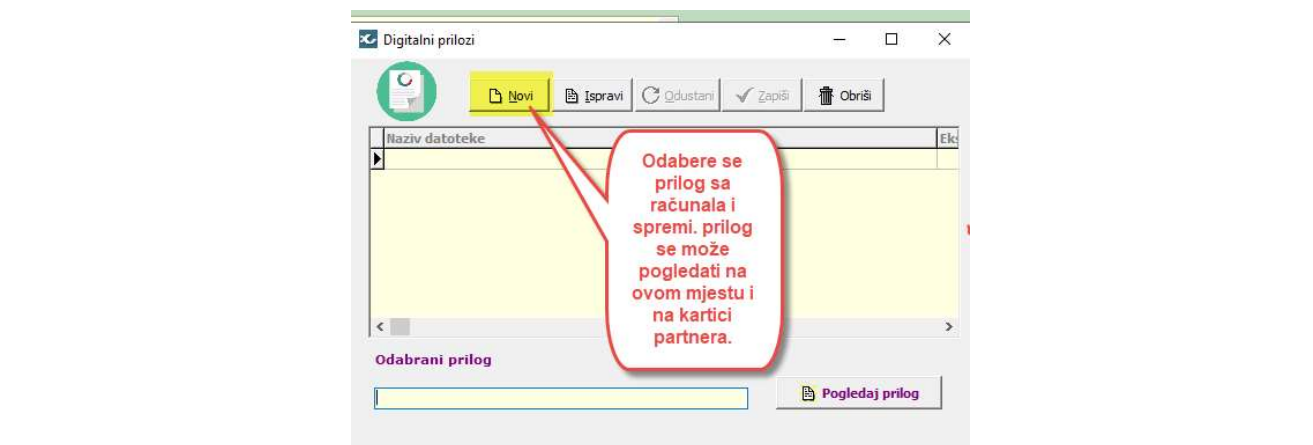 Digitalni prilozi
Novi Ispravi Odustani Zapiši Obriši
Naziv datoteke Eks
Odabere se
prilog sa
računala i
spremi. prilog
se može
pogledati na
ovom mjestu i
na kartici
partnera.
Odabrani prilog
Pogledaj prilog